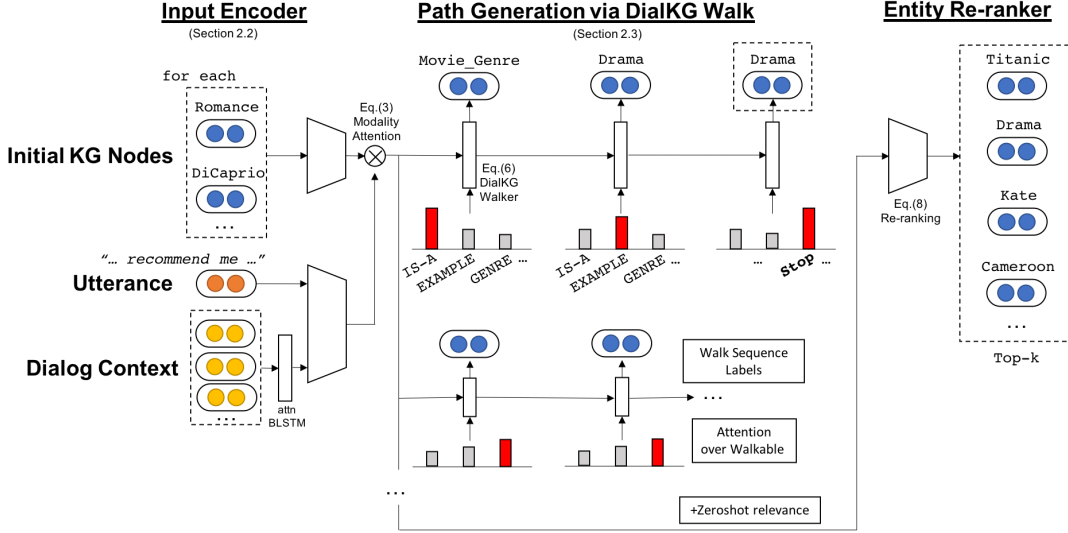 Input Encoder
(Section 2.2)
for each
Romance
DiCaprio
...
Initial KG Nodes
"... recommend me ..."
Utterance
Dialog Context
...
attn
BLSTM
Eq.(3)
Modality
Attention
Path Generation via DialKG Walk
(Section 2.3)
Movie_Genre
Drama
Drama
Eq.(6)
DialKG
Walker
IS-A
EXAMPLE
GENRE ...
IS-A
EXAMPLE
GENRE ...
...
Stop ...
Walk Sequence
Labels
...
Attention
over Walkable
...
+Zeroshot relevance
Entity Re-ranker
Eq.(8)
Re-ranking
Titanic
Drama
Kate
Cameroon
...
Top-k